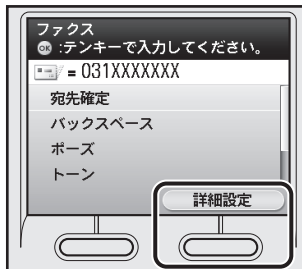 ファクス
OK :テンキーで入力してください。
= 031XXXXXXX
宛先確定
バックスペース
ポーズ
トーン
詳細設定